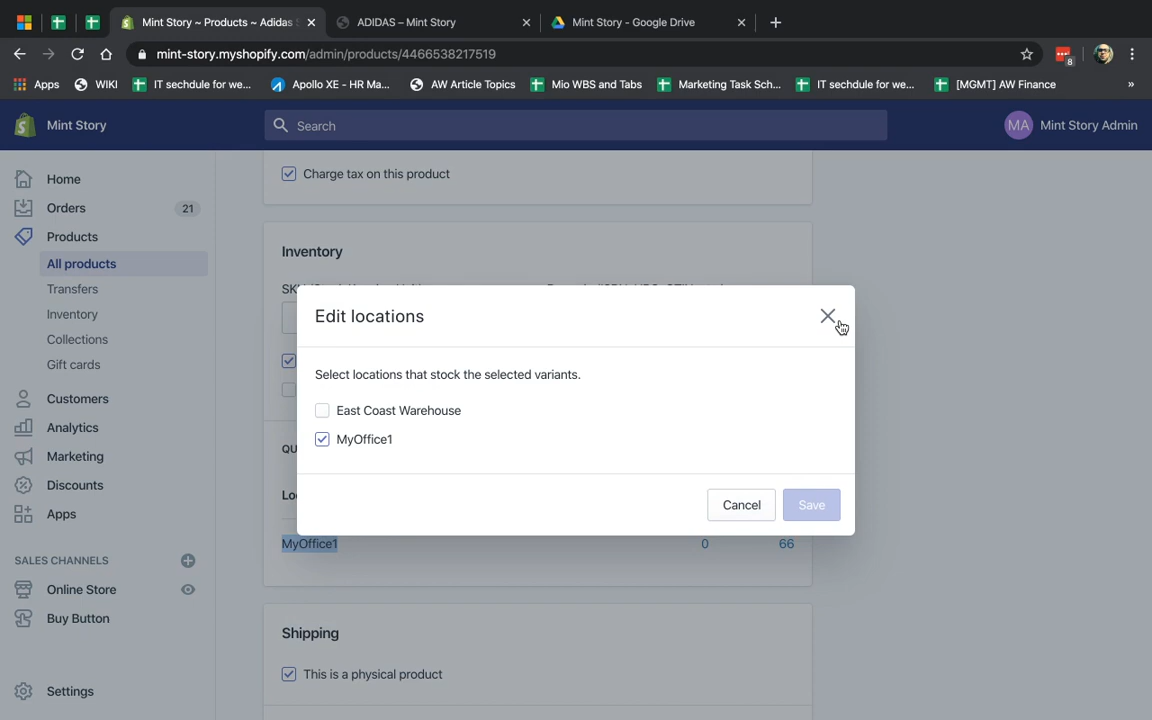 Mint Story ~ Products ~ Adidas
ADIDAS – Mint Story
Mint Story - Google Drive
mint-story.myshopify.com/admin/products/4466538217519
8
Apps
WIKI
IT sechdule for we...
Apollo XE - HR Ma...
AW Article Topics
Mio WBS and Tabs
Marketing Task Sch...
IT sechdule for we...
[MGMT] AW Finance
»
Mint Story
Search
MA
Mint Story Admin
Home
Orders
21
Products
All products
Transfers
Inventory
Collections
Gift cards
Customers
Analytics
Marketing
Discounts
Apps
SALES CHANNELS
Online Store
Buy Button
Settings
Charge tax on this product
Inventory
Edit locations
Select locations that stock the selected variants.
East Coast Warehouse
MyOffice1
Cancel
Save
MyOffice1
0
66
Shipping
This is a physical product